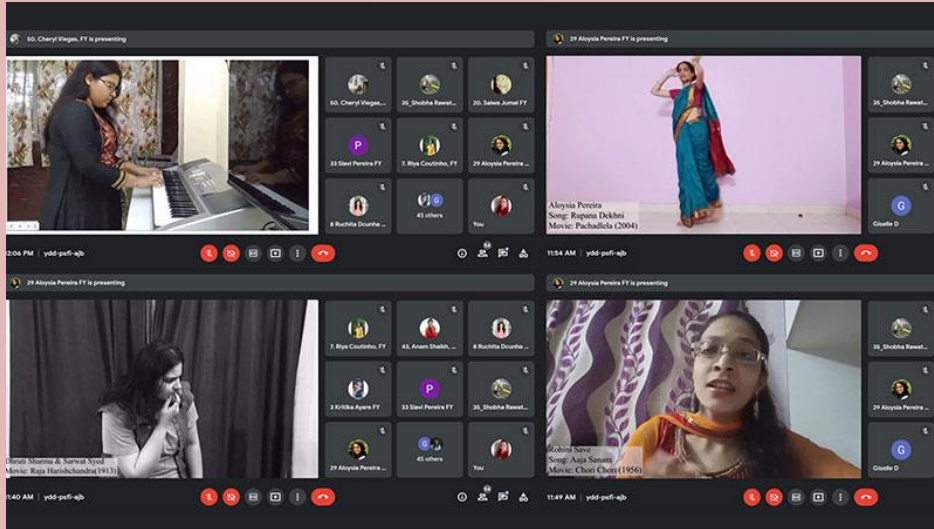 50. Cheryl Viegas, FY is presenting
50. Cheryl Viegas,...
35_Shobha Rawat...
20. Salwa Jumai FY
P
33 Slavi Pereira FY
7. Riya Coutinho, FY
29 Aloysia Pereira ...
8 Ruchita Dcunha
G
45 others
You
2:06 PM | ydd-psfi-ajb
29 Aloysia Pereira FY is presenting
Aloysia Pereira
Song: Rupana Dekhni
Movie: Pachadlela (2004)
35_Shobha Rawat...
29 Aloysia Pereira ...
G
Giselle D
11:54 AM | ydd-psfi-ajb
29 Aloysia Pereira FY is presenting
Dhruti Sharma & Sarwat Syed
Movie: Raja Harishchandra(1913)
7. Riya Coutinho, FY
43, Anam Shaikh, ...
8 Ruchita Dcunha
3 Kritika Ayare FY
P
33 Slavi Pereira FY
35_Shobha Rawat...
29 Aloysia Pereira ...
G
45 others
You
11:40 AM | ydd-psfi-ajb
29 Aloysia Pereira FY is presenting
Rohini Save
Song: Aaja Sanam
Movie: Chori Chori (1956)
35_Shobha Rawat...
29 Aloysia Pereira ...
G
Giselle D
11:49 AM | ydd-psfi-ajb